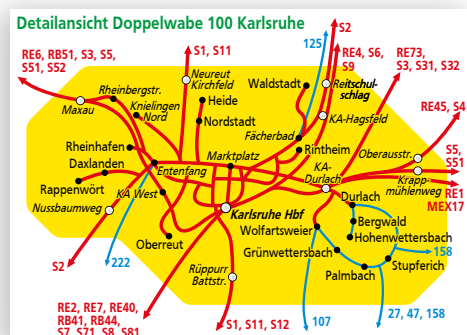 Detailansicht Doppelwabe 100 Karlsruhe
S2
RE6, RB51, S3, S5,
S51, S52
S1, S11
125
RE4, S6,
S9
RE73,
S3, S31, S32
Rheinbergstr.
Neureut
Kirchfeld
Waldstadt
Reitschul-
schlag
Maxau
Knielingen
Nord
Heide
RE45, S4
Nordstadt
KA-Hagsfeld
Fächerbad
Rheinhafen
Marktplatz
Rintheim
Oberausstr.
S5,
S51
Daxlanden
Entenfang
KA-
Durlach
Krapp-
mühlenweg
Rappenwört
KA West
RE1
MEX17
Nussbaumweg
Karlsruhe Hbf
Durlach
Wolfartsweier
Bergwald
Oberreut
Hohenwettersbach
Grünwettersbach
158
S2
222
Rüppurr
Battstr.
Stupferich
Palmbach
RE2, RE7, RE40,
RB41, RB44,
S7, S71, S8, S81
S1, S11, S12
107
27, 47, 158